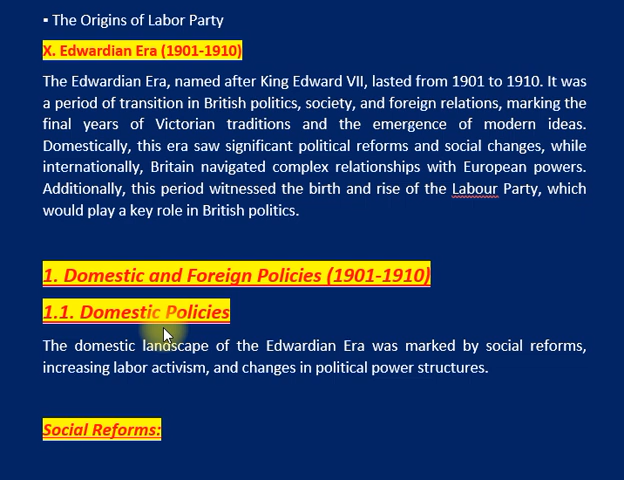 ▪ The Origins of Labor Party
X. Edwardian Era (1901-1910)
The Edwardian Era, named after King Edward VII, lasted from 1901 to 1910. It was
a period of transition in British politics, society, and foreign relations, marking the
final years of Victorian traditions and the emergence of modern ideas.
Domestically, this era saw significant political reforms and social changes, while
internationally, Britain navigated complex relationships with European powers.
Additionally, this period witnessed the birth and rise of the Labour Party, which
would play a key role in British politics.
1. Domestic and Foreign Policies (1901-1910)
1.1. Domestic Policies
The domestic landscape of the Edwardian Era was marked by social reforms,
increasing labor activism, and changes in political power structures.
Social Reforms: